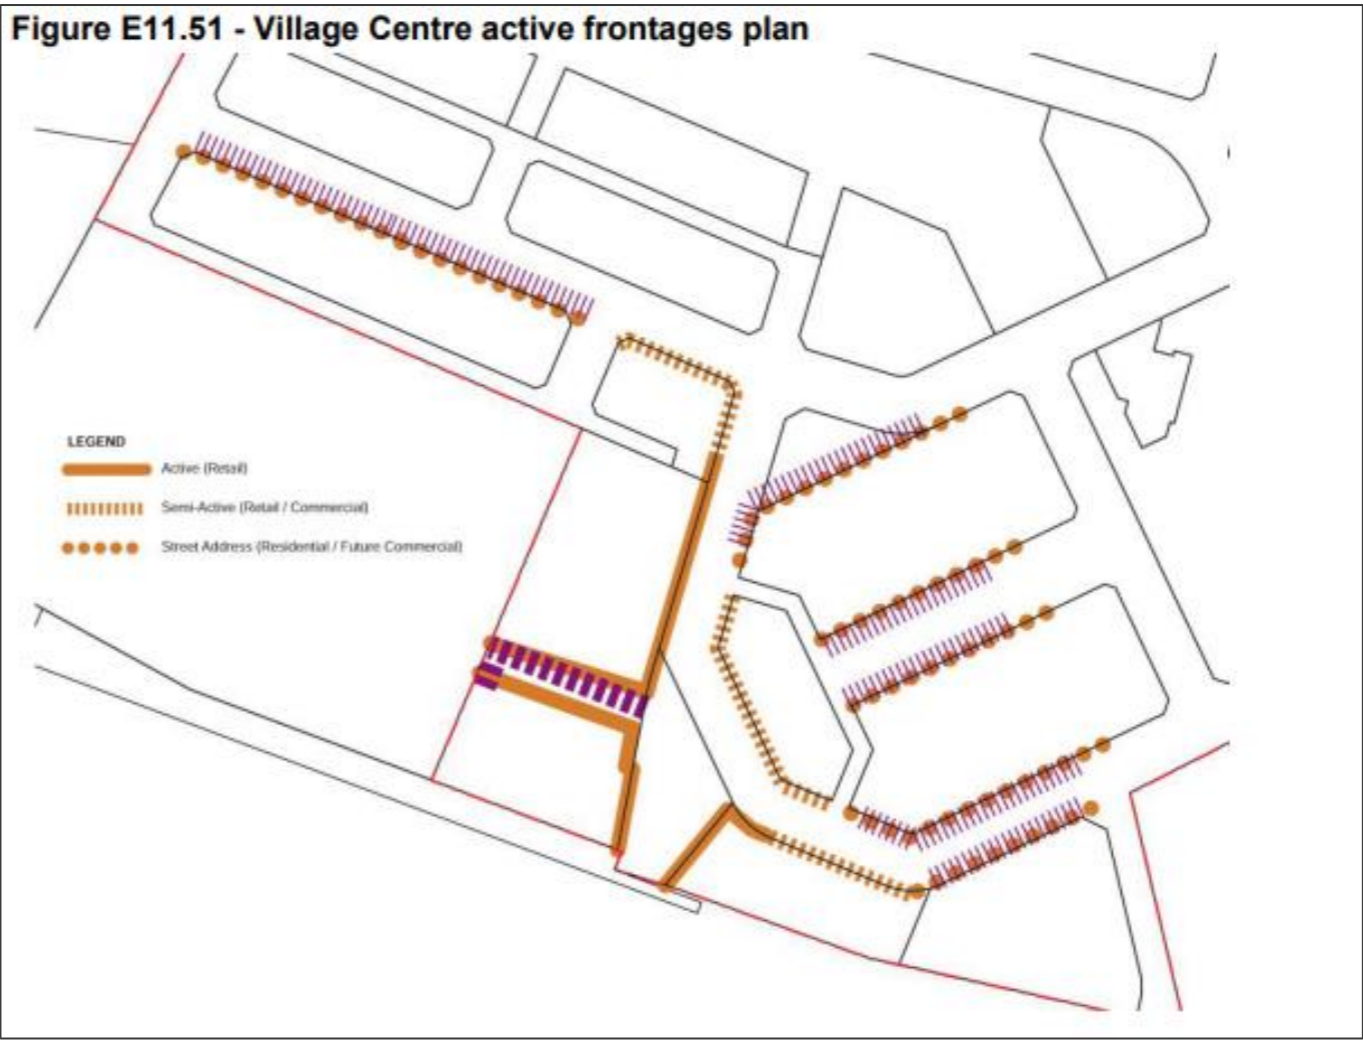 Figure E11.51 - Village Centre active frontages plan
LEGEND
Active (Retail)
Semi-Active (Retail / Commercial)
Street Address (Residential / Future Commercial)